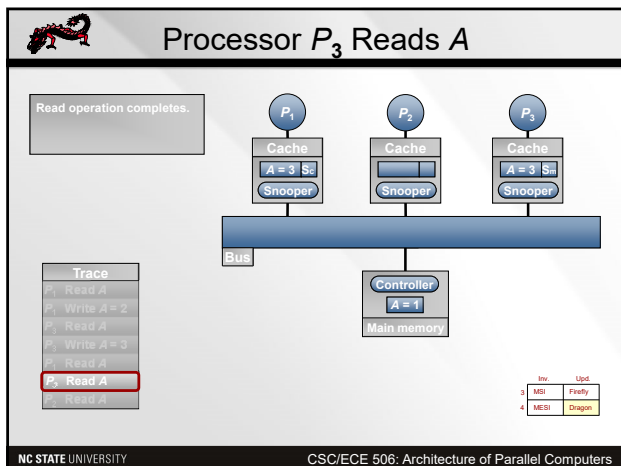 Processor P3 Reads A
Read operation completes.
P1
P2
P3
Cache
Cache
Cache
A = 3 Sc
A = 3 Sm
Snooper
Snooper
Snooper
Bus
Controller
A = 1
Main memory
Trace
P1 Read A
P1 Write A = 2
P3 Read A
P3 Write A = 3
P1 Read A
P3 Read A
P2 Read A
Inv. Upd.
3 MSI Firefly
4 MESI Dragon
NC STATE UNIVERSITY
CSC/ECE 506: Architecture of Parallel Computers